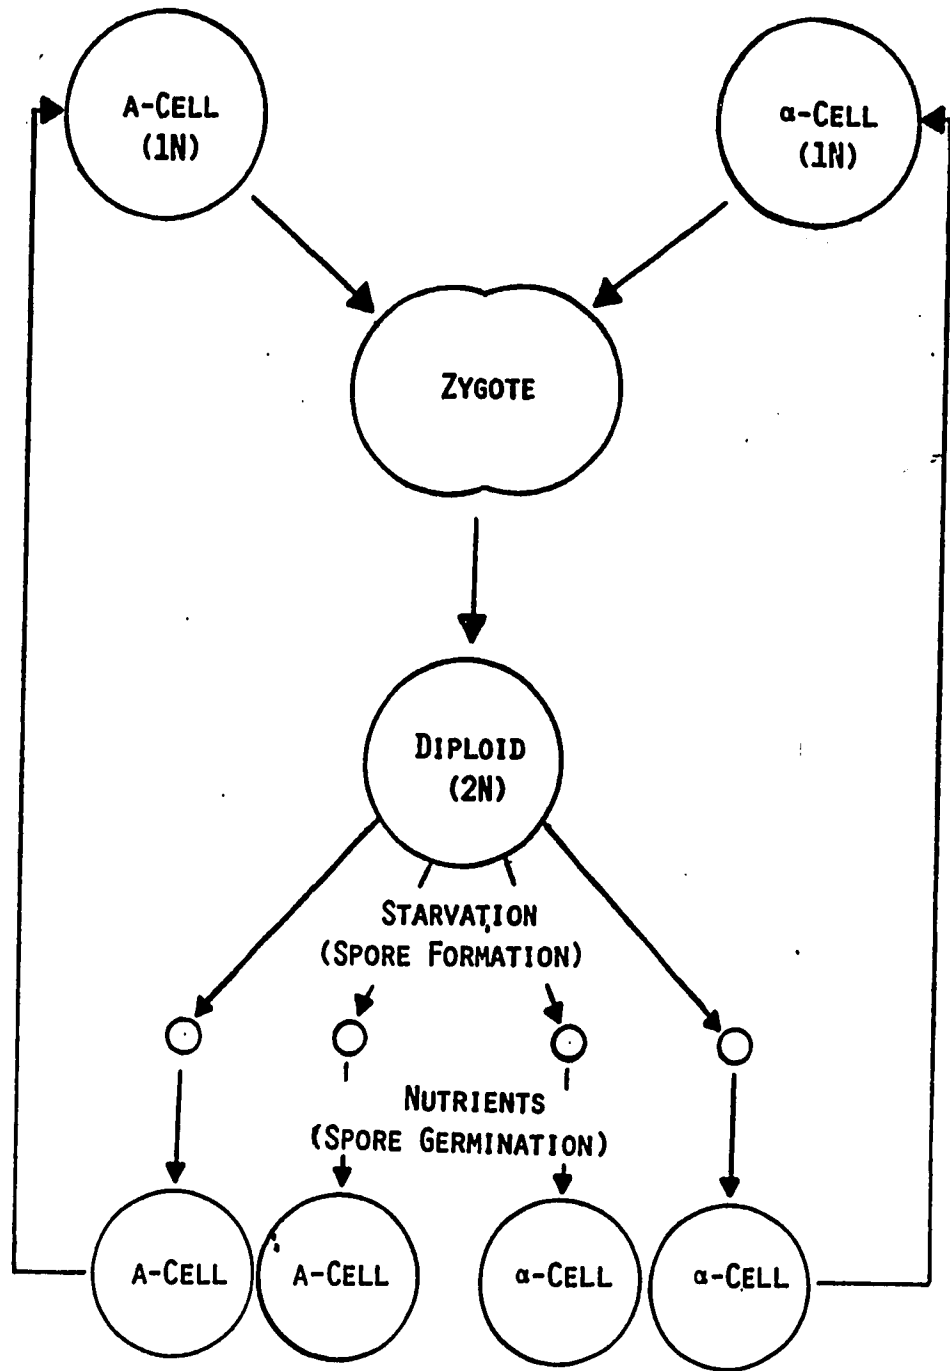 A-CELL
(1N)
α-CELL
(1N)
ZYGOTE
DIPLOID
(2N)
STARVATION
(SPORE FORMATION)
NUTRIENTS
(SPORE GERMINATION)
A-CELL
A-CELL
α-CELL
α-CELL